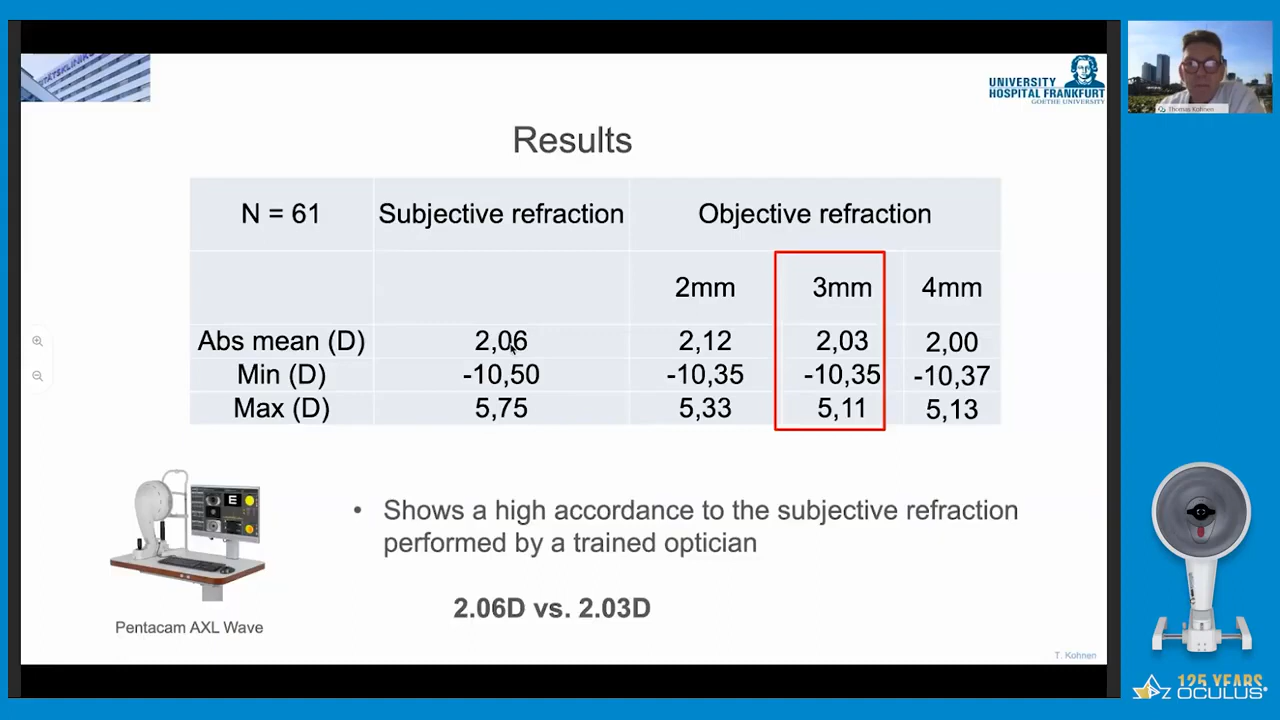 TÄTSKLINIK
UNIVERSITY
HOSPITAL FRANKFURT
GOETHE UNIVERSITY
Thomas Kohnen
Results
N = 61 Subjective refraction Objective refraction
2mm 3mm 4mm
Abs mean (D) 2,06 2,12 2,03 2,00
Min (D) -10,50 -10,35 -10,35 -10,37
Max (D) 5,75 5,33 5,11 5,13
E
• Shows a high accordance to the subjective refraction
performed by a trained optician
2.06D vs. 2.03D
Pentacam AXL Wave
T. Kohnen
125 YEARS
OCULUS®